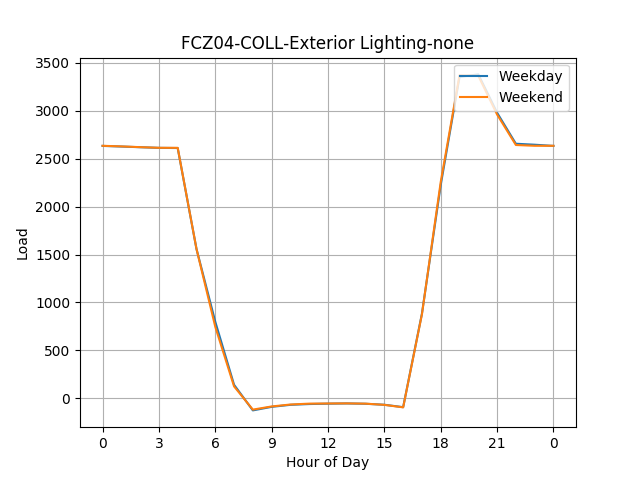 FCZ04-COLL-Exterior Lighting-none
Load
3500
3000
2500
2000
1500
1000
500
0
Weekday
Weekend
0 3 6 9 12 15 18 21 0
Hour of Day